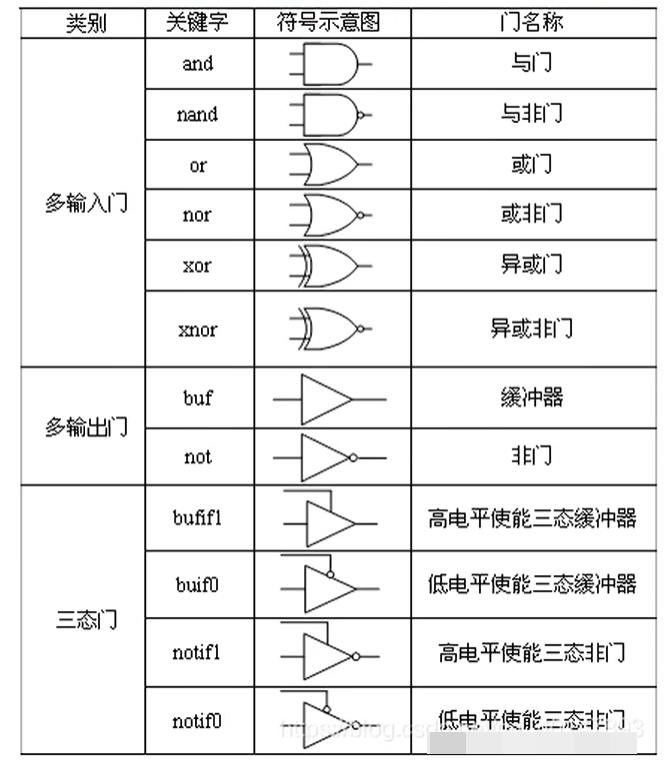 类别 关键字 符号示意图 门名称
多输入门
and 与门
nand 与非门
or 或门
nor 或非门
xor 异或门
xnor 异或非门
多输出门
buf 缓冲器
not 非门
三态门
bufif1 高电平使能三态缓冲器
buif0 低电平使能三态缓冲器
notif1 高电平使能三态非门
notif0 低电平使能三态非门